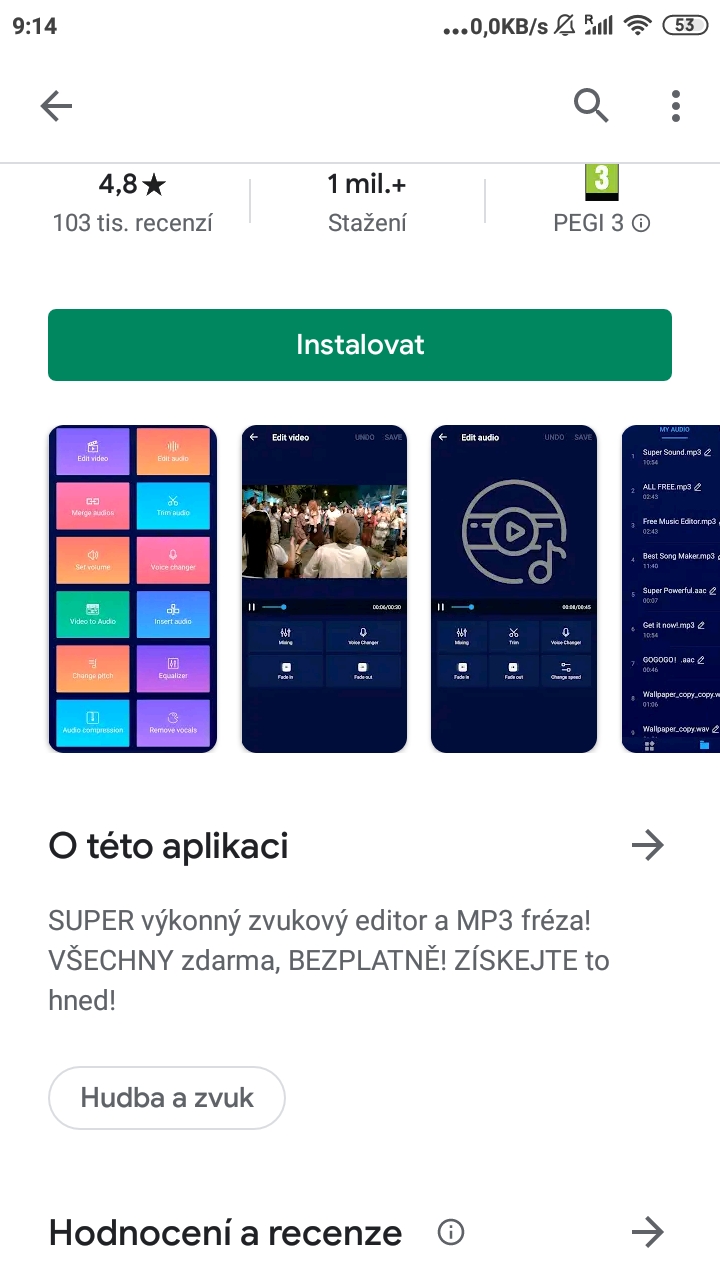 9:14
...0,0KB/s
R
53
4,8★
103 tis. recenzí
1 mil.+
Stažení
3
PEGI 3
Instalovat
Edit video
Edit audio
Merge audios
Trim audio
Set volume
Voice changer
Video to Audio
Insert audio
Change pitch
Equalizer
Audio compression
Remove vocals
Edit video
UNDO
SAVE
00:06/00:30
Mixing
Voice Changer
Fade in
Fade out
Edit audio
UNDO
SAVE
00:08/00:45
Mixing
Trim
Voice Changer
Fade in
Fade out
Change speed
MY AUDIO
1 Super Sound.mp3
10:54
2 ALL FREE.mp3
02:43
3 Free Music Editor.mp3
02:43
4 Best Song Maker.mp3
11:40
5 Super Powerful.aac
00:07
6 Get it now!.mp3
10:54
7 GOGOGO! .aac
00:46
8 Wallpaper_copy_copy.w
01:06
9 Wallpaper_copy.wav
O této aplikaci
SUPER výkonný zvukový editor a MP3 fréza!
VŠECHNY zdarma, BEZPLATNĚ! ZÍSKEJTE to
hned!
Hudba a zvuk
Hodnocení a recenze